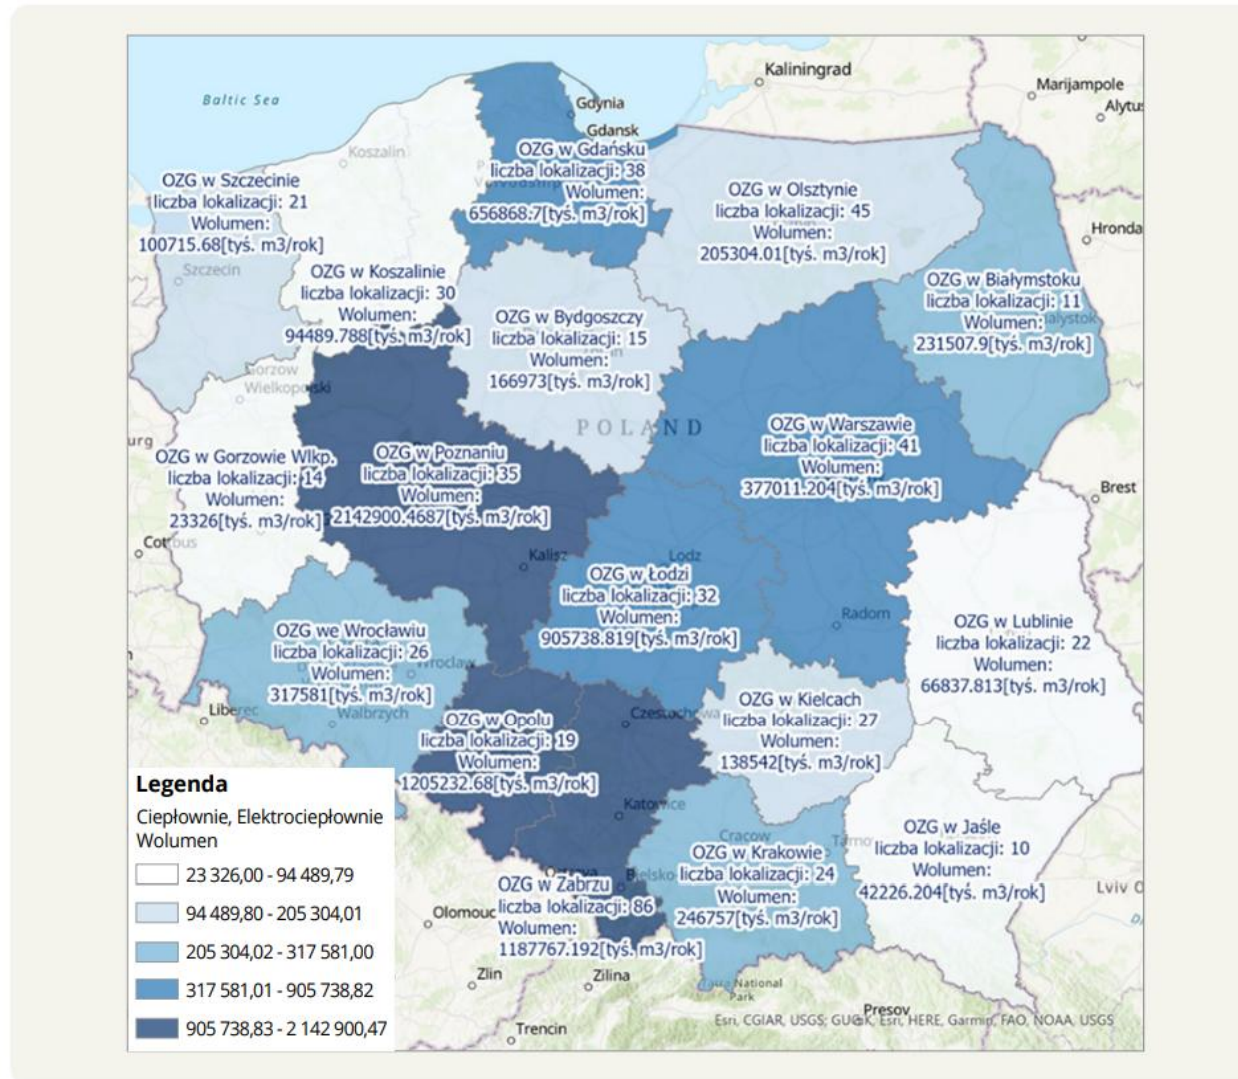 Baltic Sea
Kaliningrad
Marijampole
Gdynia
Gdansk
Koszalin
OZG w Gdańsku
liczba lokalizacji: 38
Wolumen:
656868.7[tyś. m3/rok]
OZG w Szczecinie
liczba lokalizacji: 21
Wolumen:
100715.68[tyś. m3/rok]
Szczecin
OZG w Olsztynie
liczba lokalizacji: 45
Wolumen:
205304.01[tyś. m3/rok]
Hronda
OZG w Koszalinie
liczba lokalizacji: 30
Wolumen:
94489.788[tyś. m3/rok]
OZG w Białymstoku
liczba lokalizacji: 11
Wolumen:
231507.9[tyś. m3/rok]
OZG w Bydgoszczy
liczba lokalizacji: 15
Wolumen:
166973[tyś. m3/rok]
Gorzow
Wielkopolski
POLAND
OZG w Warszawie
liczba lokalizacji: 41
Wolumen:
377011.204[tyś. m3/rok]
OZG w Gorzowie Wlkp.
liczba lokalizacji: 14
Wolumen:
23326[tyś. m3/rok]
OZG w Poznaniu
liczba lokalizacji: 35
Wolumen:
2142900.4687[tyś. m3/rok]
Brest
Cottbus
Kalisz
Lodz
OZG w Łodzi
liczba lokalizacji: 32
Wolumen:
905738.819[tyś. m3/rok]
Radom
OZG w Lublinie
liczba lokalizacji: 22
Wolumen:
66837.813[tyś. m3/rok]
OZG we Wrocławiu
liczba lokalizacji: 26
Wolumen:
317581[tyś. m3/rok]
Wroclaw
Liberec
Walbrzych
OZG w Opolu
liczba lokalizacji: 19
Wolumen:
1205232.68[tyś. m3/rok]
Czestochowa
OZG w Kielcach
liczba lokalizacji: 27
Wolumen:
138542[tyś. m3/rok]
Katowice
Cracow
OZG w Krakowie
liczba lokalizacji: 24
Wolumen:
246757[tyś. m3/rok]
OZG w Jaśle
liczba lokalizacji: 10
Wolumen:
42226.204[tyś. m3/rok]
Bielsko
OZG w Zabrzu
liczba lokalizacji: 86
Wolumen:
1187767.192[tyś. m3/rok]
Lviv
Olomouc
Zlin
Zilina
Trencin
National
Park
Presov
Esri, CGIAR, USGS; GUGiK, Esri, HERE, Garmin, FAO, NOAA, USGS
Legenda
Ciepłownie, Elektrociepłownie
Wolumen
23 326,00 - 94 489,79
94 489,80 - 205 304,01
205 304,02 - 317 581,00
317 581,01 - 905 738,82
905 738,83 - 2 142 900,47